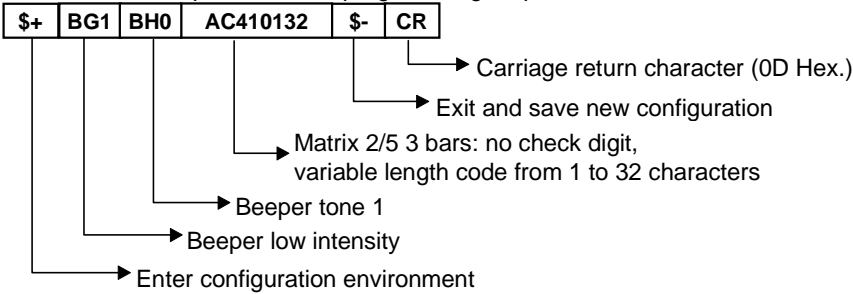 $+ BG1 BH0 AC410132 $- CR
Carriage return character (0D Hex.)
Exit and save new configuration
Matrix 2/5 3 bars: no check digit,
variable length code from 1 to 32 characters
Beeper tone 1
Beeper low intensity
Enter configuration environment